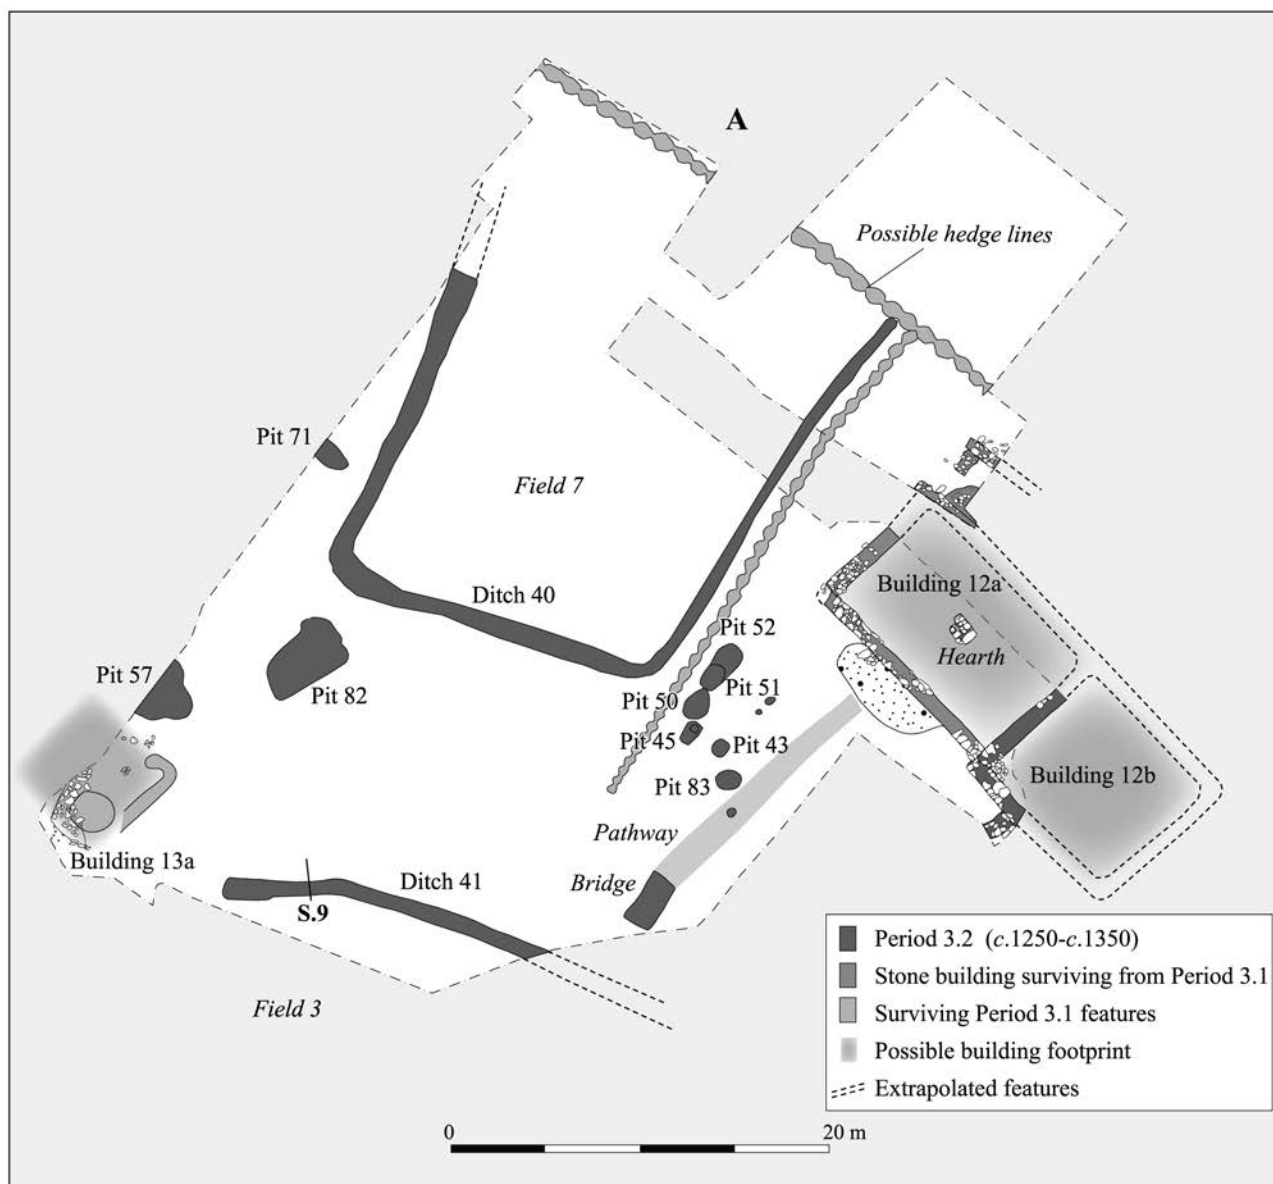 A
Possible hedge lines
Pit 71
Field 7
Building 12a
Ditch 40
Pit 52
Hearth
Pit 57
Pit 82
Pit 50
Pit 51
Pit 45
Pit 43
Building 12b
Pit 83
Pathway
Building 13a
Bridge
Ditch 41
S.9
Field 3
Period 3.2 (c.1250-c.1350)
Stone building surviving from Period 3.1
Surviving Period 3.1 features
Possible building footprint
Extrapolated features
0 20 m